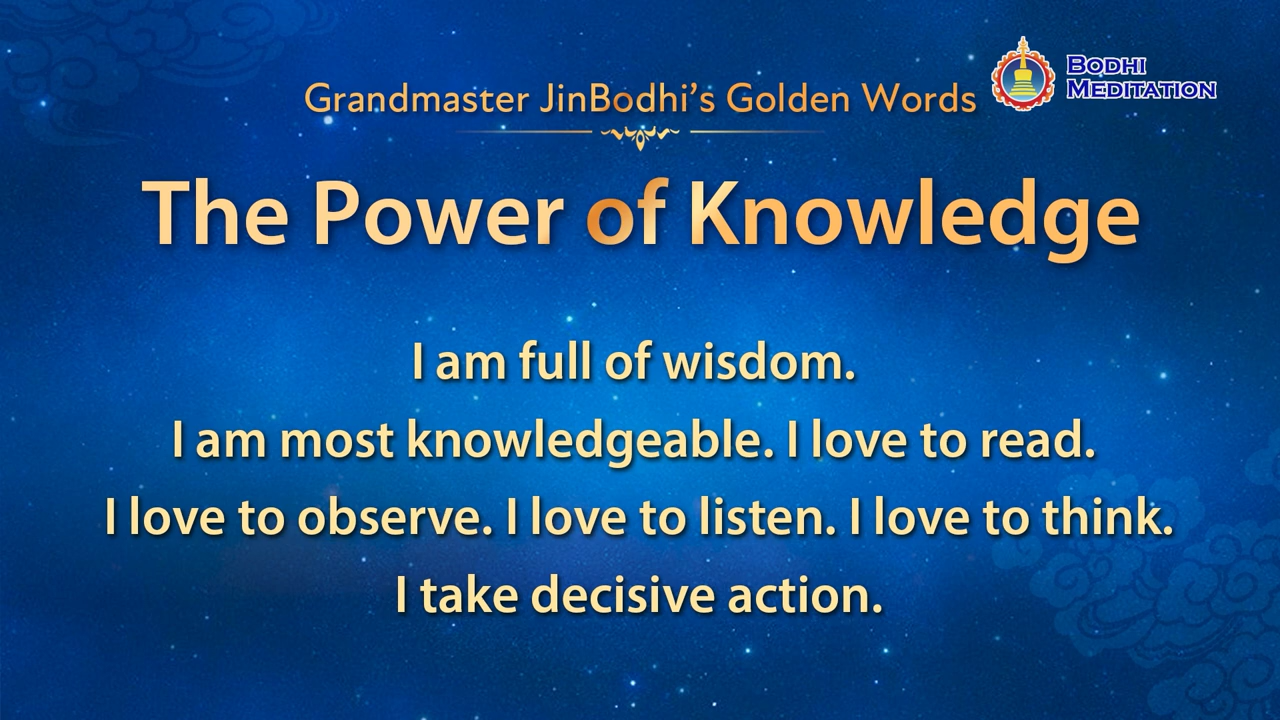 Grandmaster JinBodhi’s Golden Words
BODHI
MEDITATION
The Power of Knowledge
I am full of wisdom.
I am most knowledgeable. I love to read.
I love to observe. I love to listen. I love to think.
I take decisive action.